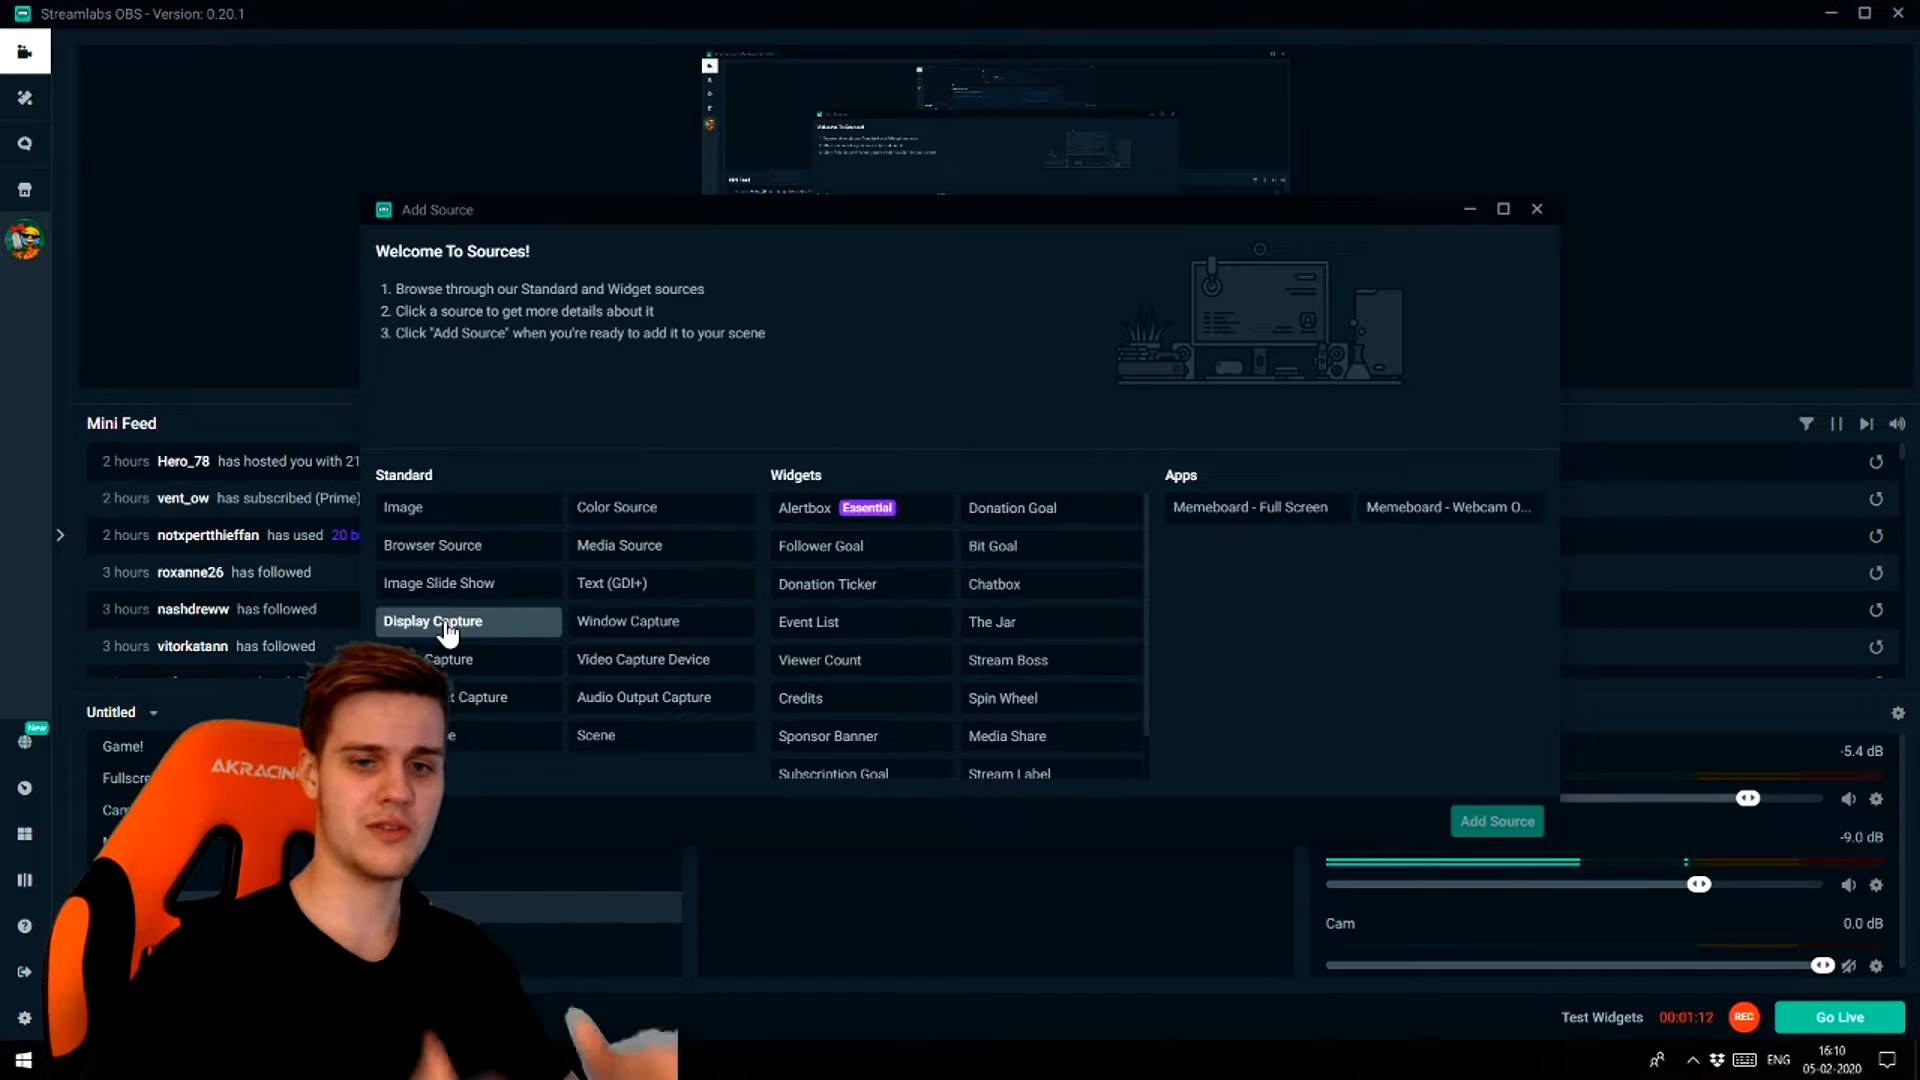 Streamlabs OBS - Version: 0.20.1
Add Source
Welcome To Sources!
1. Browse through our Standard and Widget sources
2. Click a source to get more details about it
3. Click "Add Source" when you're ready to add it to your scene
Mini Feed
2 hours Hero_78 has hosted you with 21
2 hours vent_ow has subscribed (Prime)
2 hours notxpertthieffan has used 20 b
3 hours roxanne26 has followed
3 hours nashdreww has followed
3 hours vitorkatann has followed
Standard
Image
Color Source
Browser Source
Media Source
Image Slide Show
Text (GDI+)
Display Capture
Window Capture
Capture
Video Capture Device
t Capture
Audio Output Capture
e
Scene
Widgets
Alertbox Essential
Donation Goal
Follower Goal
Bit Goal
Donation Ticker
Chatbox
Event List
The Jar
Viewer Count
Stream Boss
Credits
Spin Wheel
Sponsor Banner
Media Share
Subscription Goal
Stream Label
Apps
Memeboard - Full Screen
Memeboard - Webcam O...
Add Source
New
Untitled
Game!
Fullscre
Cam
AKRACING
-5.4 dB
-9.0 dB
Cam 0.0 dB
Test Widgets 00:01:12 REC Go Live
ENG
16:10
05-02-2020